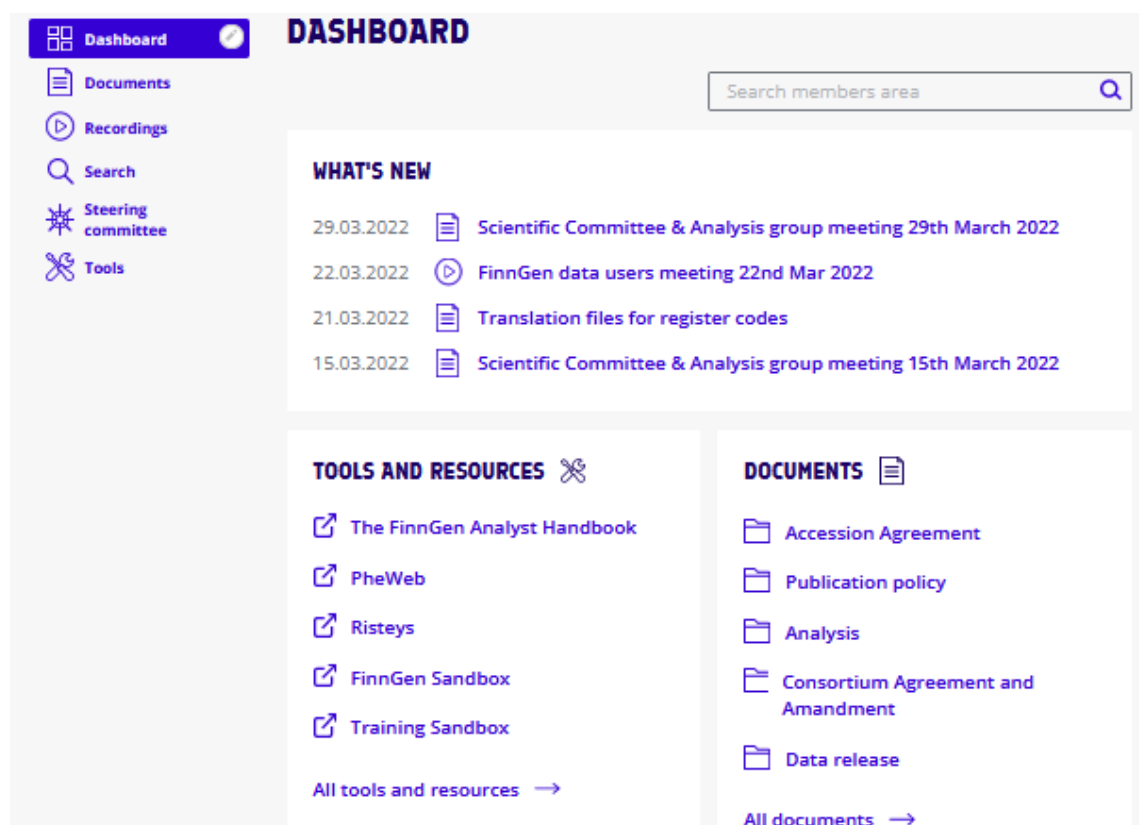 Dashboard
Documents
Recordings
Search
Steering
committee
Tools
DASHBOARD
Search members area
WHAT'S NEW
29.03.2022 Scientific Committee & Analysis group meeting 29th March 2022
22.03.2022 FinnGen data users meeting 22nd Mar 2022
21.03.2022 Translation files for register codes
15.03.2022 Scientific Committee & Analysis group meeting 15th March 2022
TOOLS AND RESOURCES
The FinnGen Analyst Handbook
PheWeb
Risteys
FinnGen Sandbox
Training Sandbox
All tools and resources →
DOCUMENTS
Accession Agreement
Publication policy
Analysis
Consortium Agreement and
Amandment
Data release
All documents →